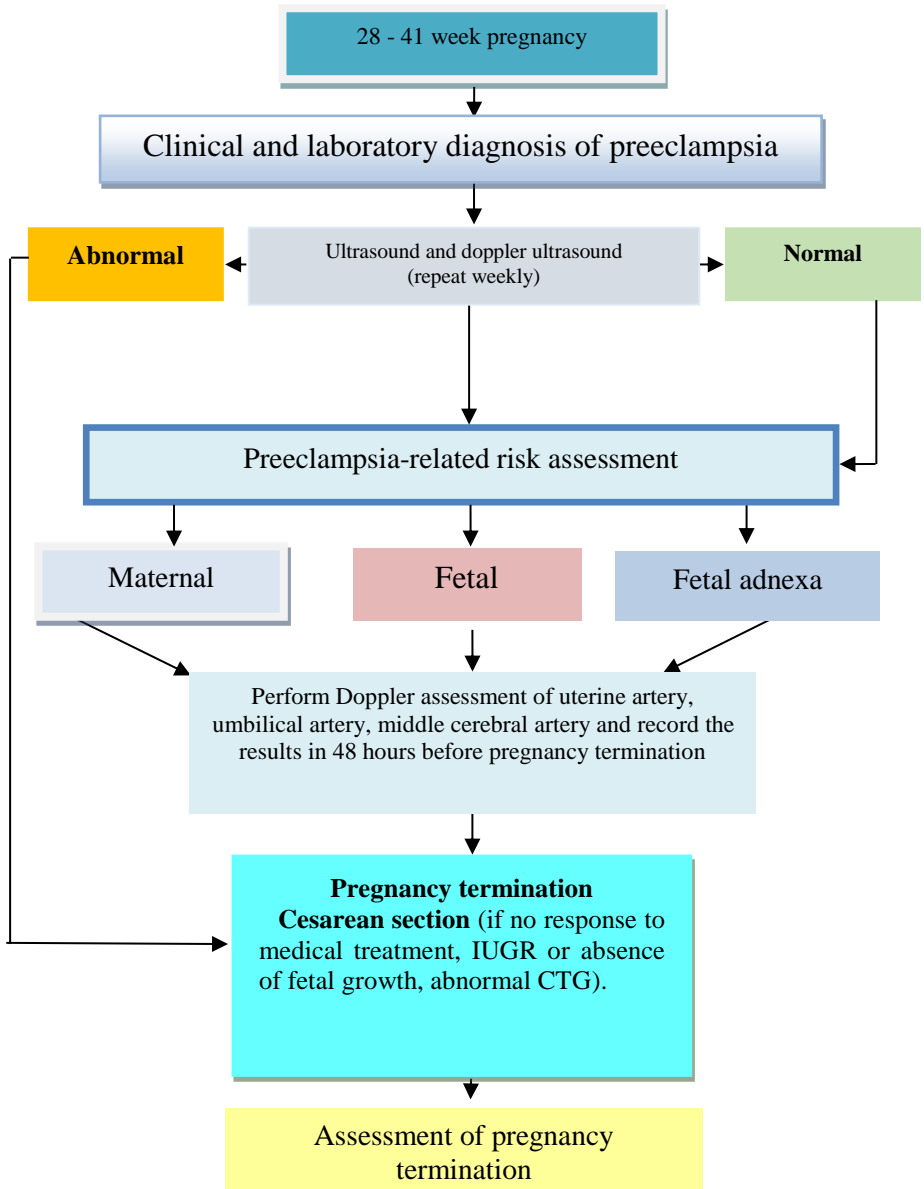 28 - 41 week pregnancy
Clinical and laboratory diagnosis of preeclampsia
Abnormal
Ultrasound and doppler ultrasound
(repeat weekly)
Normal
Preeclampsia-related risk assessment
Maternal
Fetal
Fetal adnexa
Perform Doppler assessment of uterine artery,
umbilical artery, middle cerebral artery and record the
results in 48 hours before pregnancy termination
Pregnancy termination
Cesarean section (if no response to
medical treatment, IUGR or absence
of fetal growth, abnormal CTG).
Assessment of pregnancy
termination